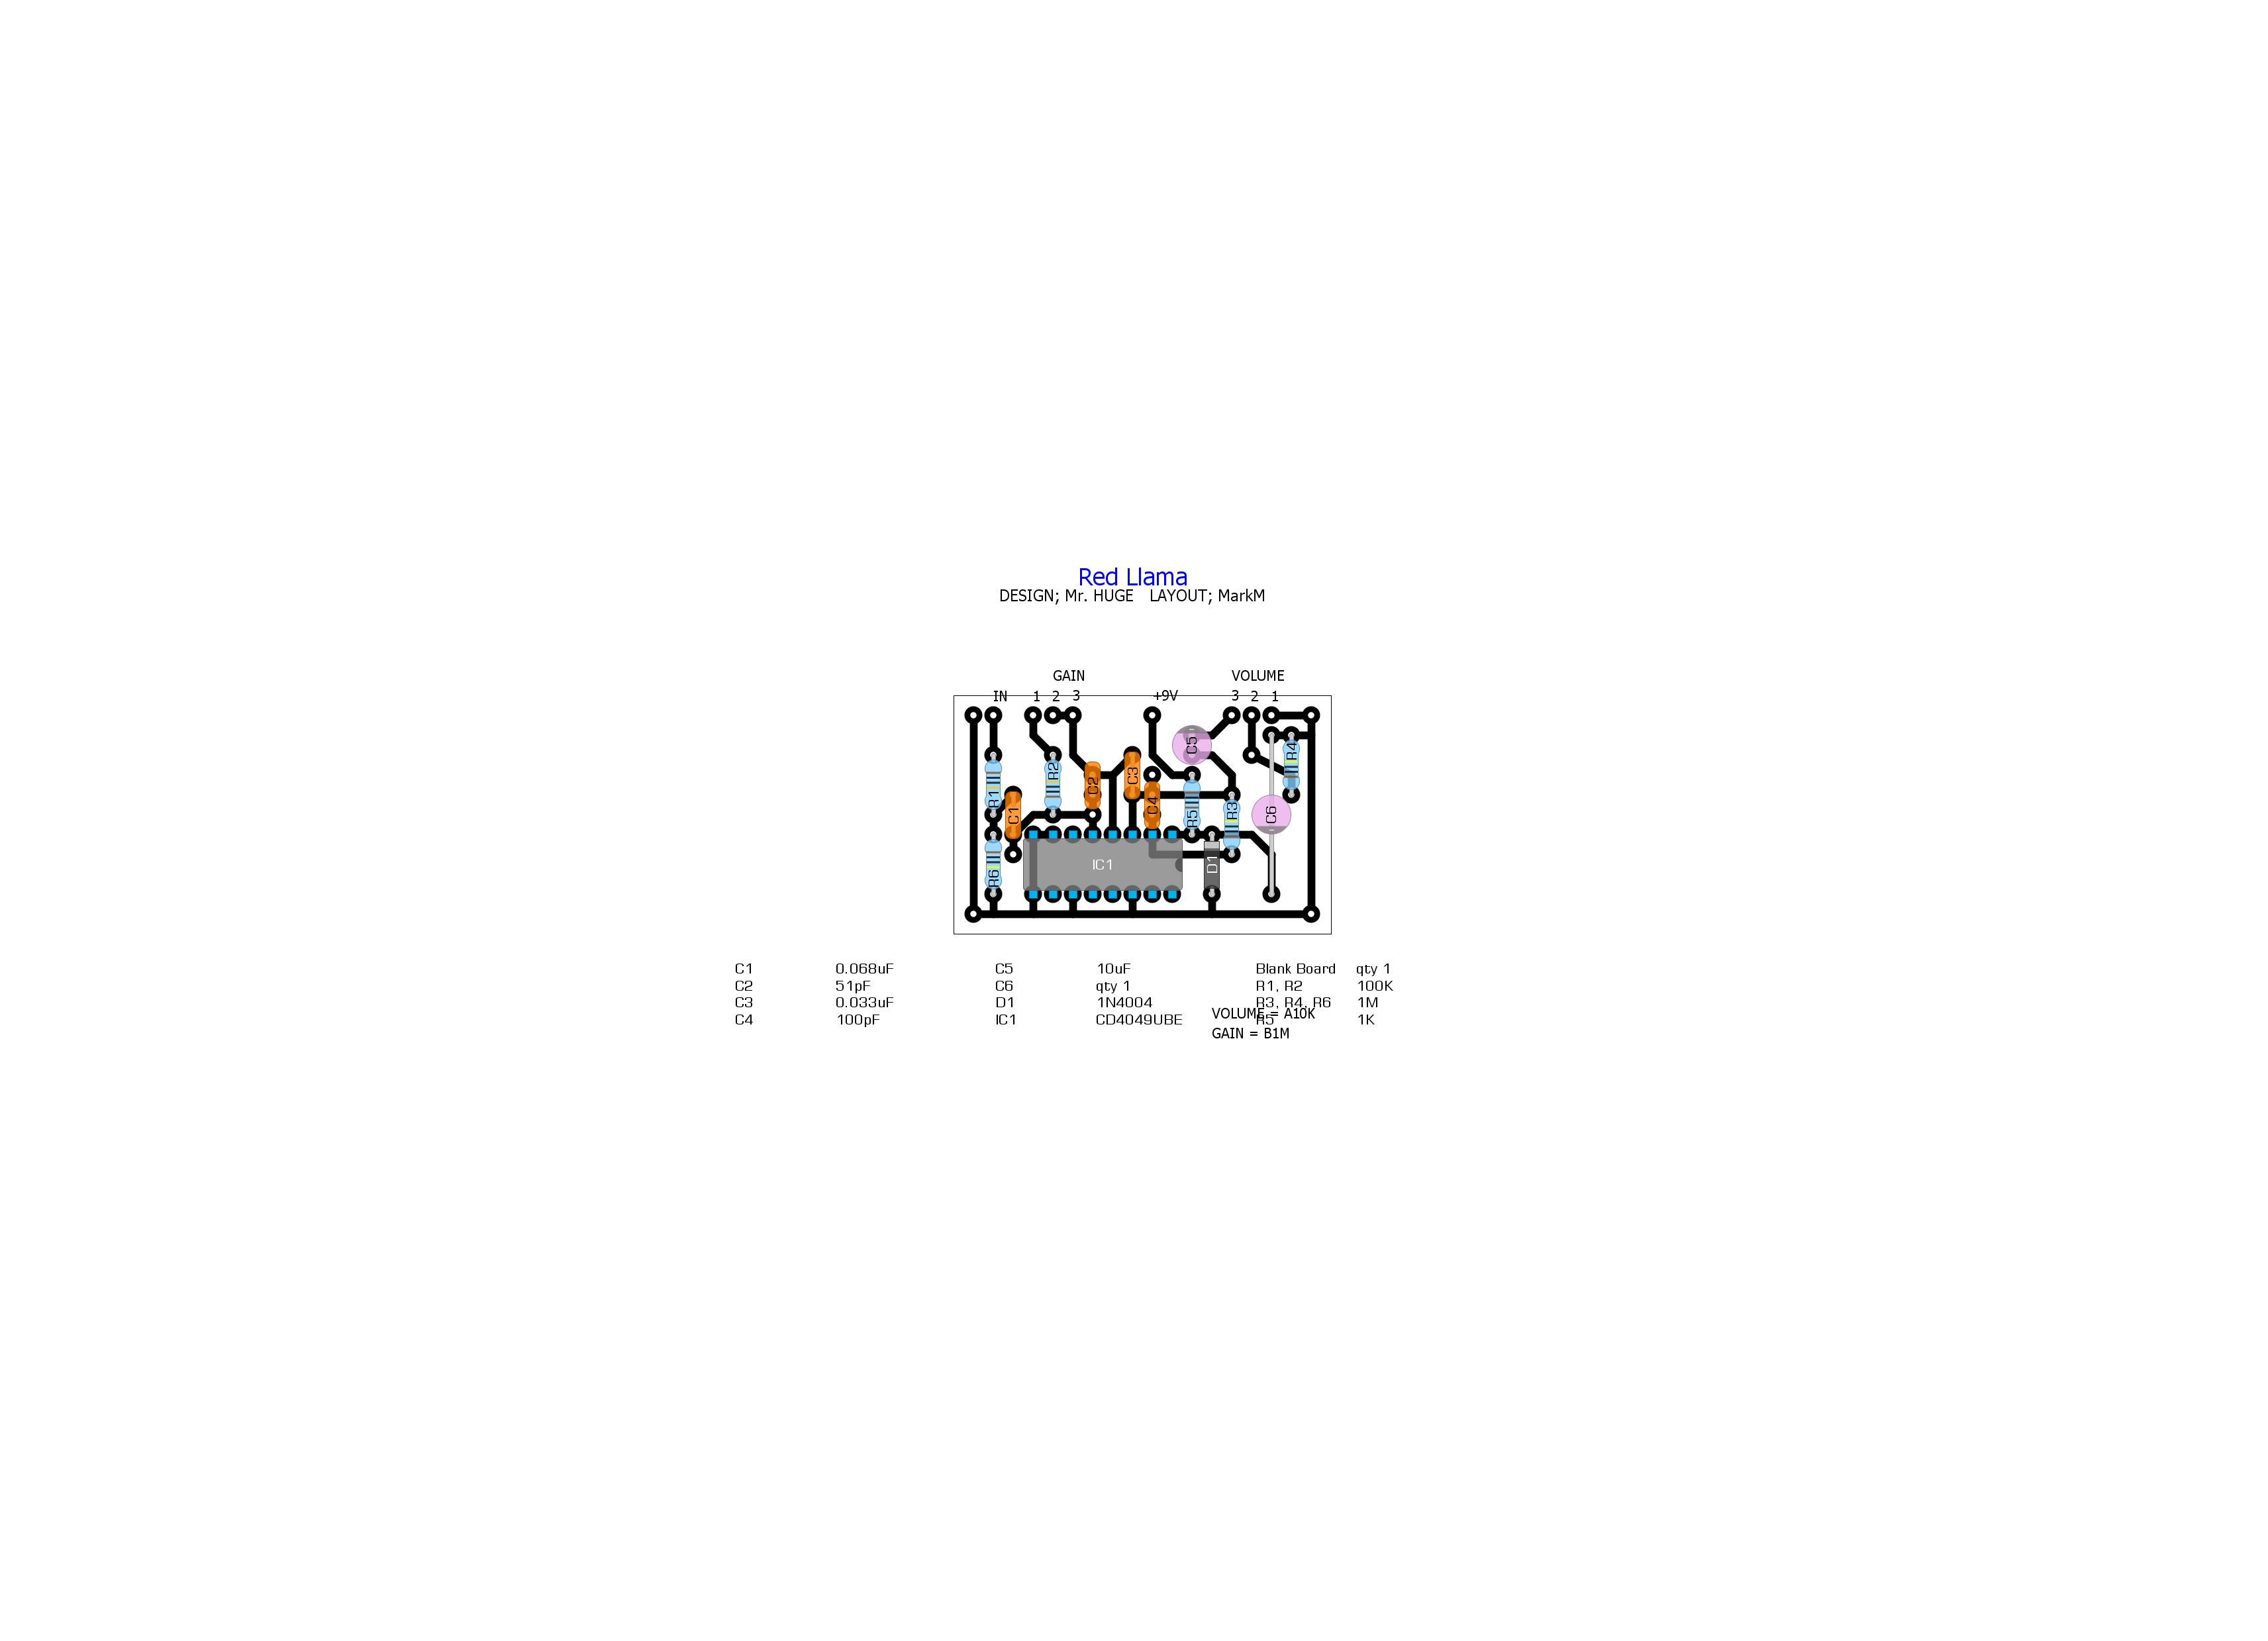 Red Llama
DESIGN; Mr. HUGE LAYOUT; MarkM
GAIN VOLUME
IN 1 2 3 +9V 3 2 1
C5
R4
R2
C3
C2
R1
C4
R3
C6
C1
R5
IC1
D1
R6
C1 0.068uF C5 10uF Blank Board qty 1
C2 51pF C6 qty 1 R1, R2 100K
C3 0.033uF D1 1N4004 R3, R4, R6 1M
VOLUME = A10K
C4 100pF IC1 CD4049UBE R5 1K
GAIN = B1M